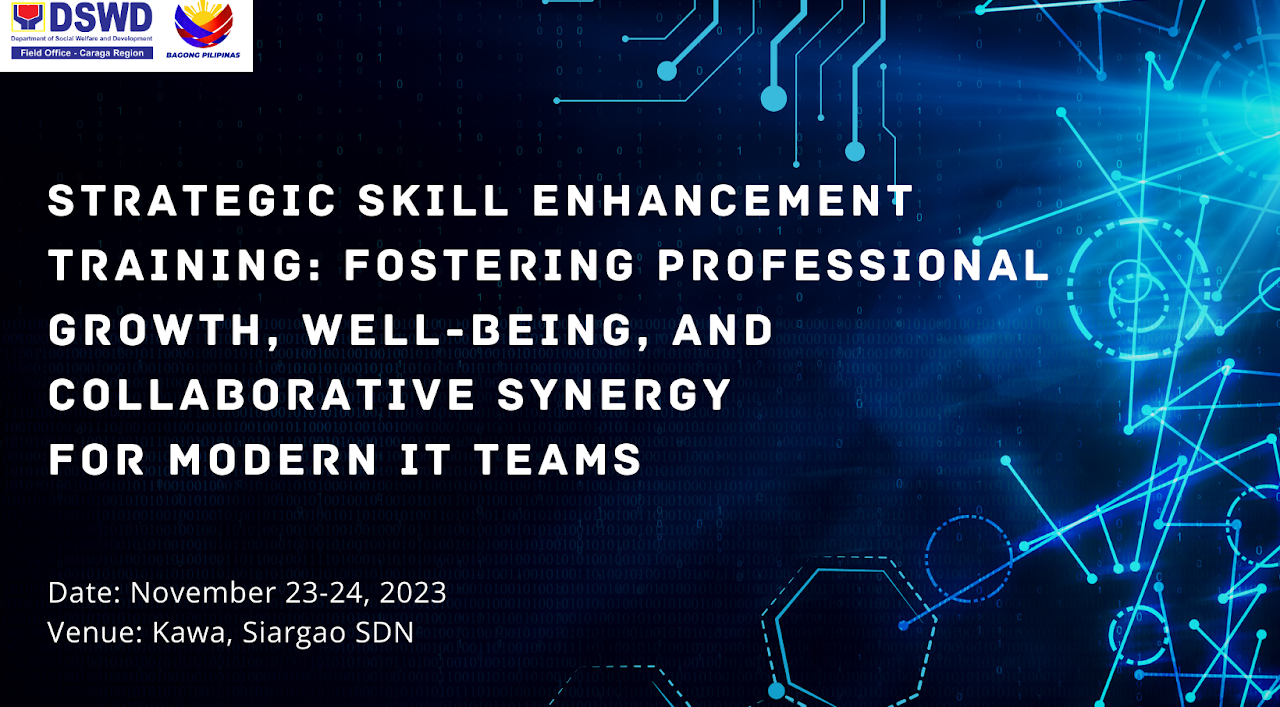 DSWD
Department of Social Welfare and Development
Field Office - Caraga Region
BAGONG PILIPINAS
STRATEGIC SKILL ENHANCEMENT
TRAINING: FOSTERING PROFESSIONAL
GROWTH, WELL-BEING, AND
COLLABORATIVE SYNERGY
FOR MODERN IT TEAMS
Date: November 23-24, 2023
Venue: Kawa, Siargao SDN